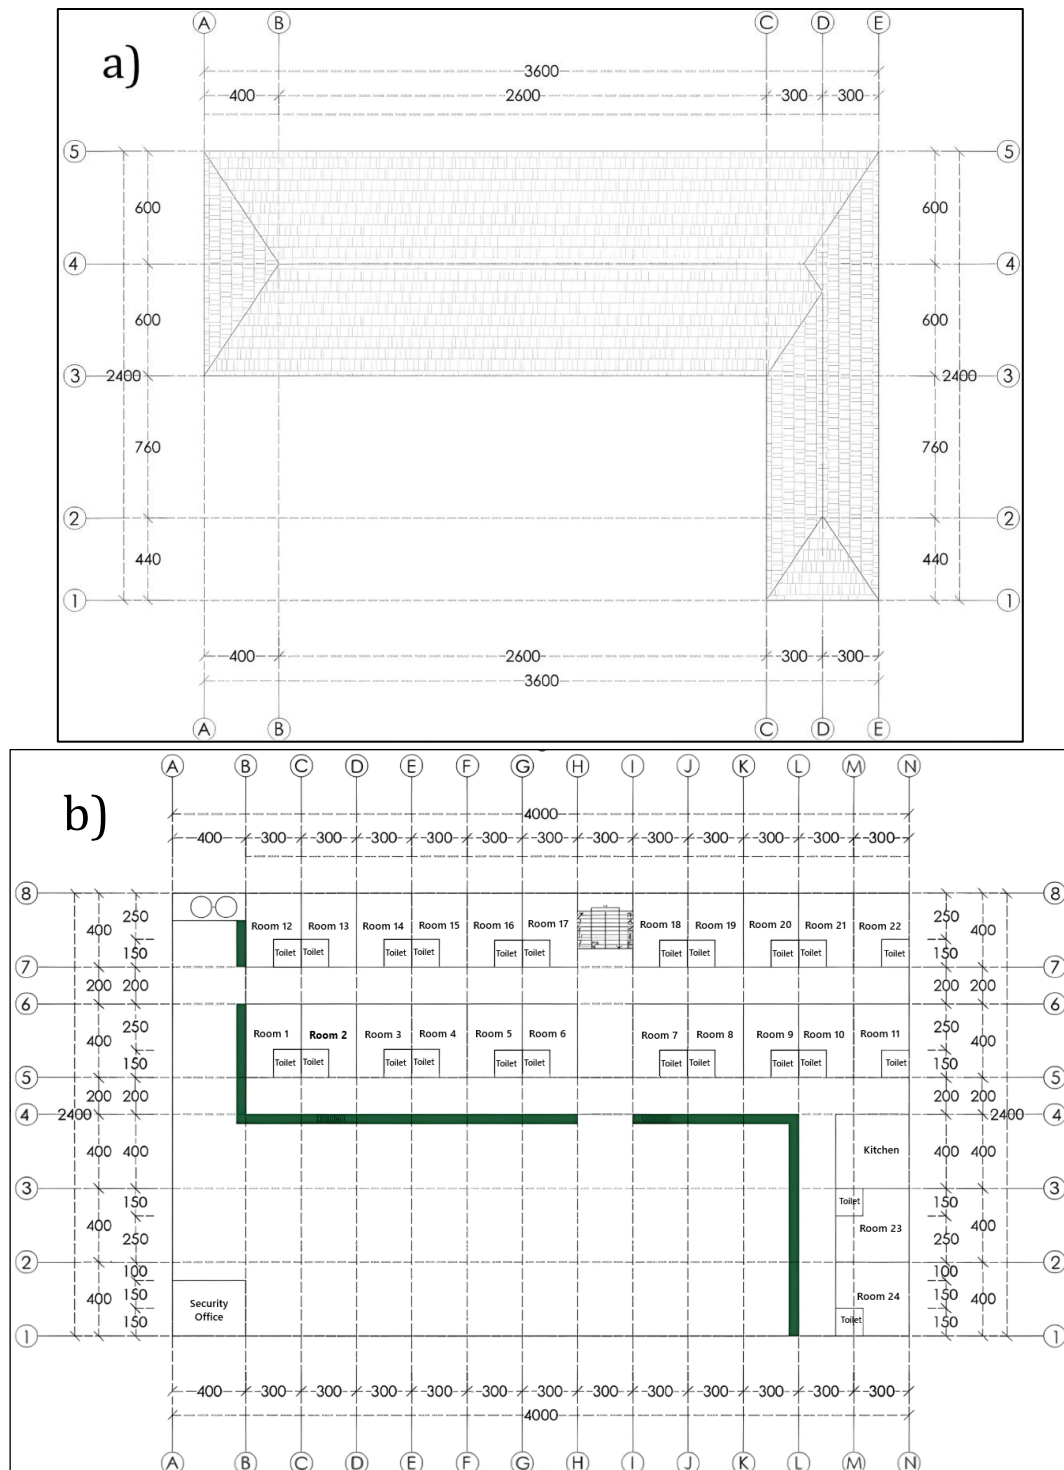 A B C D E
a)
3600
400 2600 300 300
5 5
600 600
4 4
600 600
3 2400 2400 3
760 760
2 2
440 440
1 1
400 2600 300 300
3600
A B C D E
A B C D E F G H I J K L M N
b)
4000
400 300 300 300 300 300 300 300 300 300 300 300 300
8 8
250 250
400 400
Room 12 Room 13 Room 14 Room 15 Room 16 Room 17 Room 18 Room 19 Room 20 Room 21 Room 22
150 Toilet Toilet Toilet Toilet Toilet Toilet Toilet Toilet Toilet Toilet Toilet 150
7 7
200 200 200 200
6 6
250 250
400 Room 1 Room 2 Room 3 Room 4 Room 5 Room 6 Room 7 Room 8 Room 9 Room 10 Room 11 400
150 Toilet Toilet Toilet Toilet Toilet Toilet Toilet Toilet Toilet Toilet Toilet 150
5 5
200 200 200 200
4 2400 2400 4
400 400 Kitchen 400 400
3 3
150 Toilet 150
400 400
250 Room 23 250
2 2
100 100
400 150 Room 24 150 400
Security
Office
150 Toilet 150
1 1
400 300 300 300 300 300 300 300 300 300 300 300 300
4000
A B C D E F G H I J K L M N